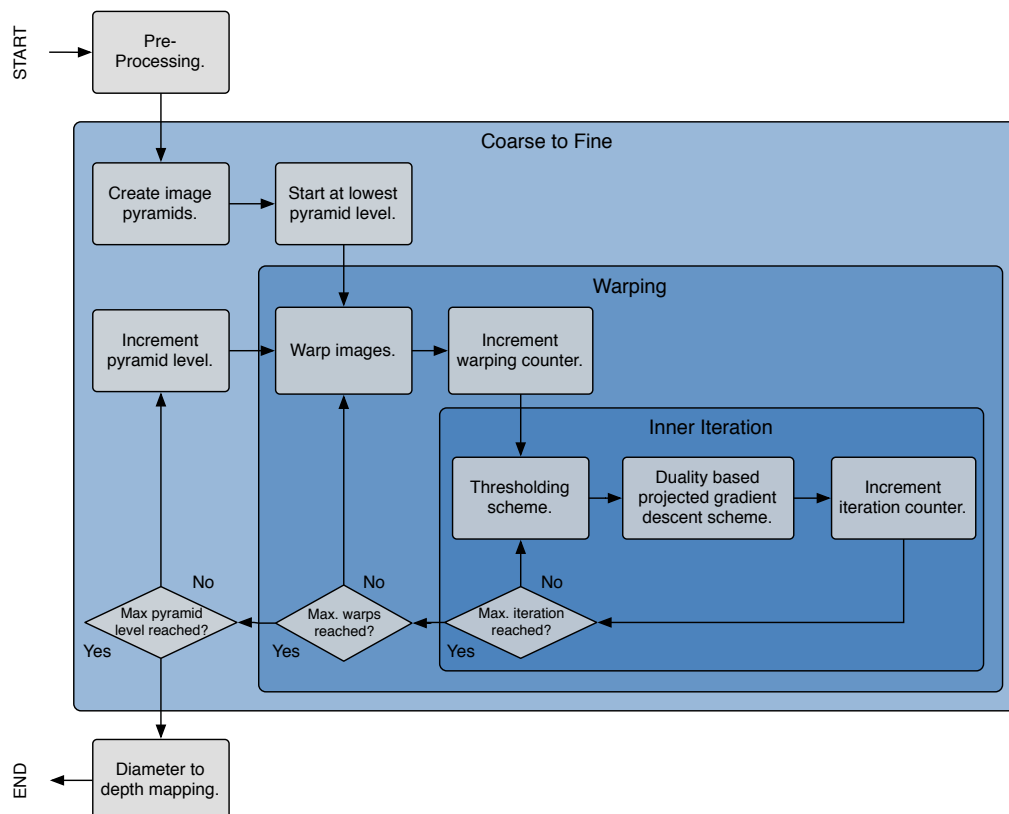 START
Pre-
Processing.
Coarse to Fine
Create image
pyramids.
Start at lowest
pyramid level.
Warping
Increment
pyramid level.
Warp images.
Increment
warping counter.
Inner Iteration
Thresholding
scheme.
Duality based
projected gradient
descent scheme.
Increment
iteration counter.
No
No
No
Max pyramid
level reached?
Max. warps
reached?
Max. iteration
reached?
Yes
Yes
Yes
END
Diameter to
depth mapping.